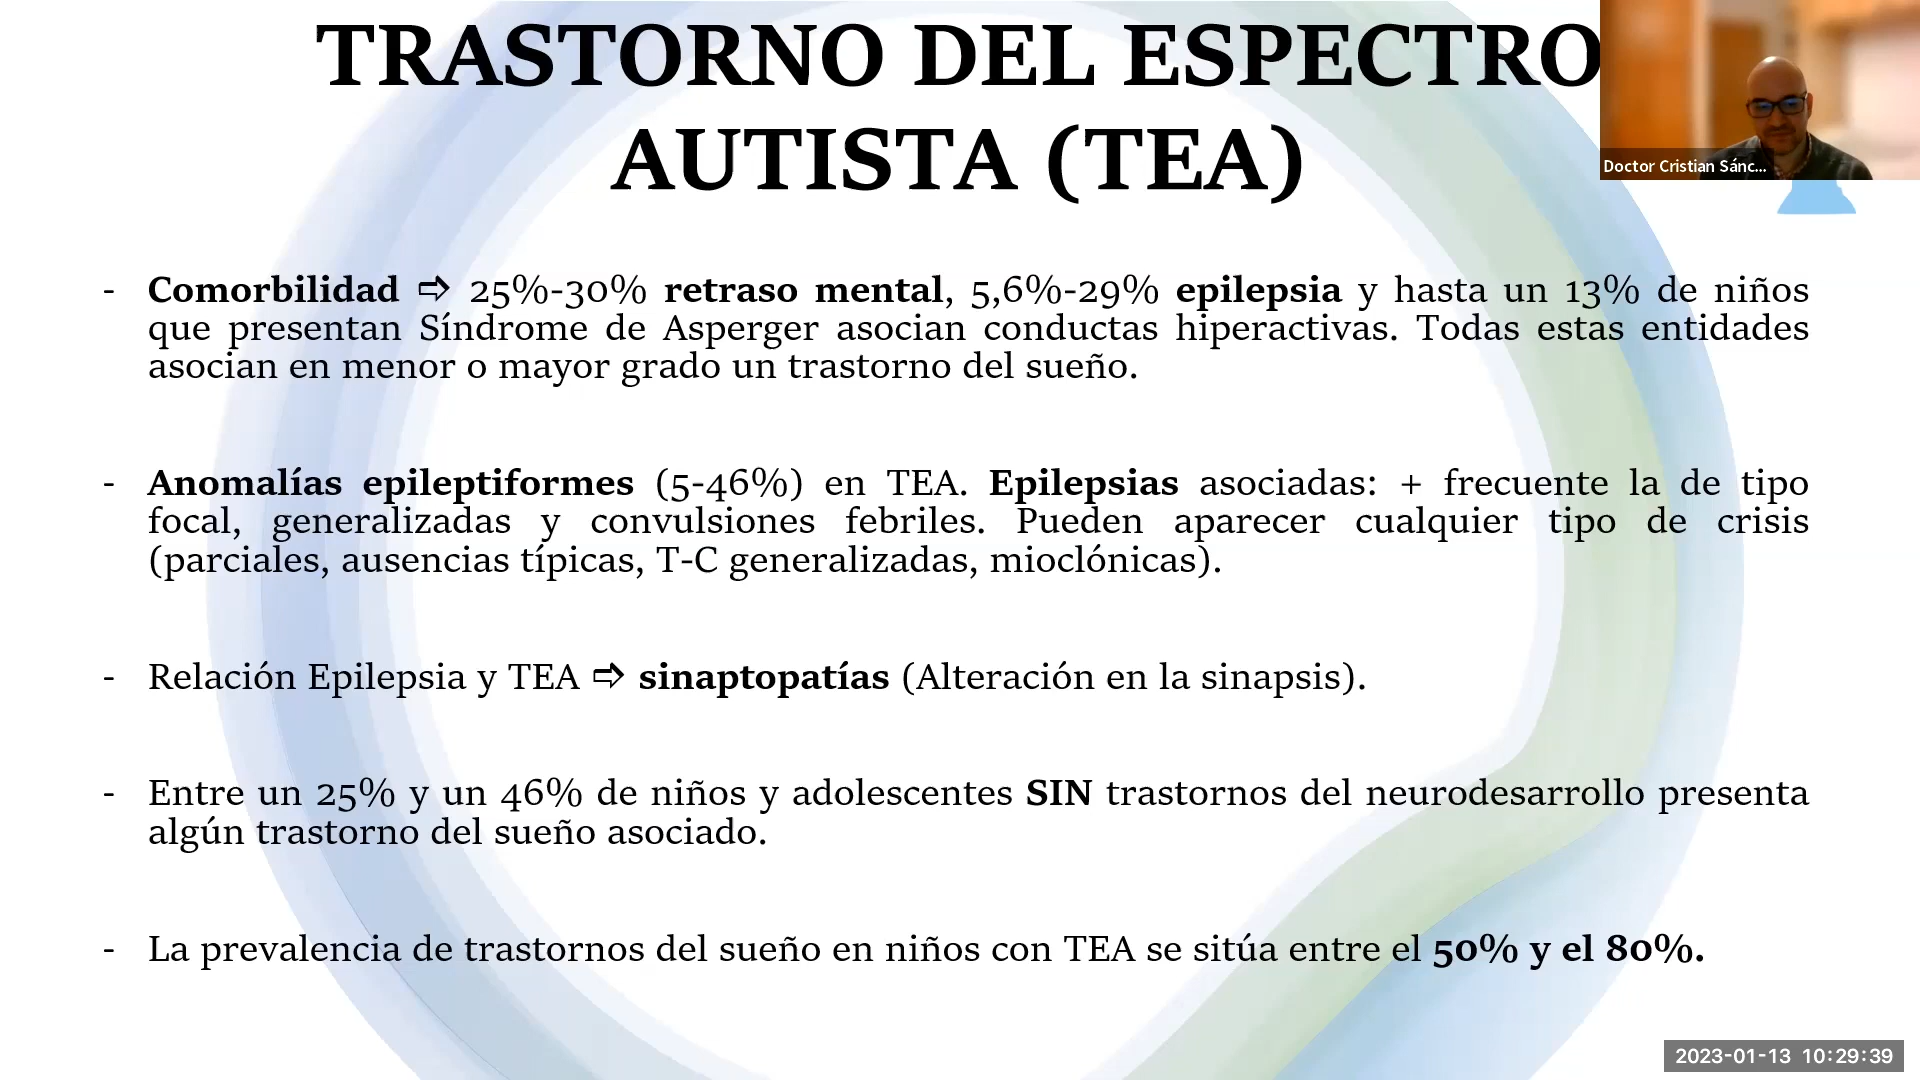 TRASTORNO DEL ESPECTRO
AUTISTA (TEA)
Doctor Cristian Sánc...
- Comorbilidad ⇨ 25%-30% retraso mental, 5,6%-29% epilepsia y hasta un 13% de niños
que presentan Síndrome de Asperger asocian conductas hiperactivas. Todas estas entidades
asocian en menor o mayor grado un trastorno del sueño.
- Anomalías epileptiformes (5-46%) en TEA. Epilepsias asociadas: + frecuente la de tipo
focal, generalizadas y convulsiones febriles. Pueden aparecer cualquier tipo de crisis
(parciales, ausencias típicas, T-C generalizadas, mioclónicas).
- Relación Epilepsia y TEA ⇨ sinaptopatías (Alteración en la sinapsis).
- Entre un 25% y un 46% de niños y adolescentes SIN trastornos del neurodesarrollo presenta
algún trastorno del sueño asociado.
- La prevalencia de trastornos del sueño en niños con TEA se sitúa entre el 50% y el 80%.
2023-01-13 10:29:39